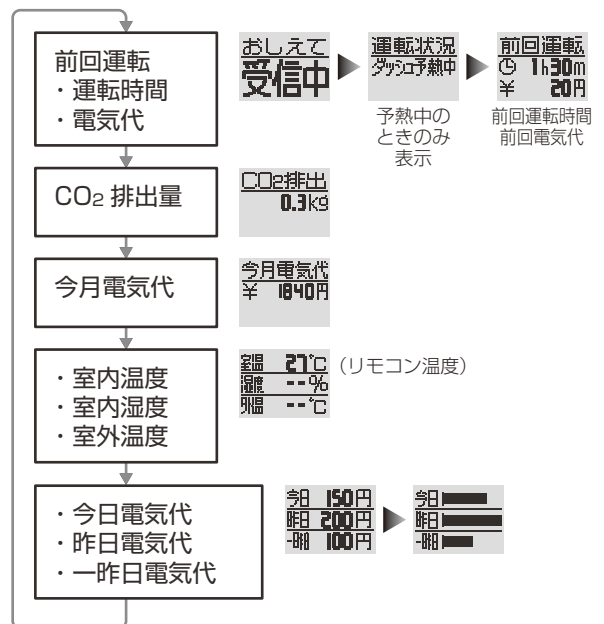 前回運転
・運転時間
・電気代
おしえて
受信中
運転状況
ダッシュ予熱中
予熱中の
ときのみ
表示
前回運転
1h30m
¥ 20円
前回運転時間
前回電気代
CO2 排出量
CO2排出
0.3kg
今月電気代
今月電気代
¥ 1840円
・室内温度
・室内湿度
・室外温度
室温 27℃
湿度 --%
外温 --℃
（リモコン温度）
・今日電気代
・昨日電気代
・一昨日電気代
今日 150円
昨日 200円
一昨日 100円
今日
昨日
一昨日